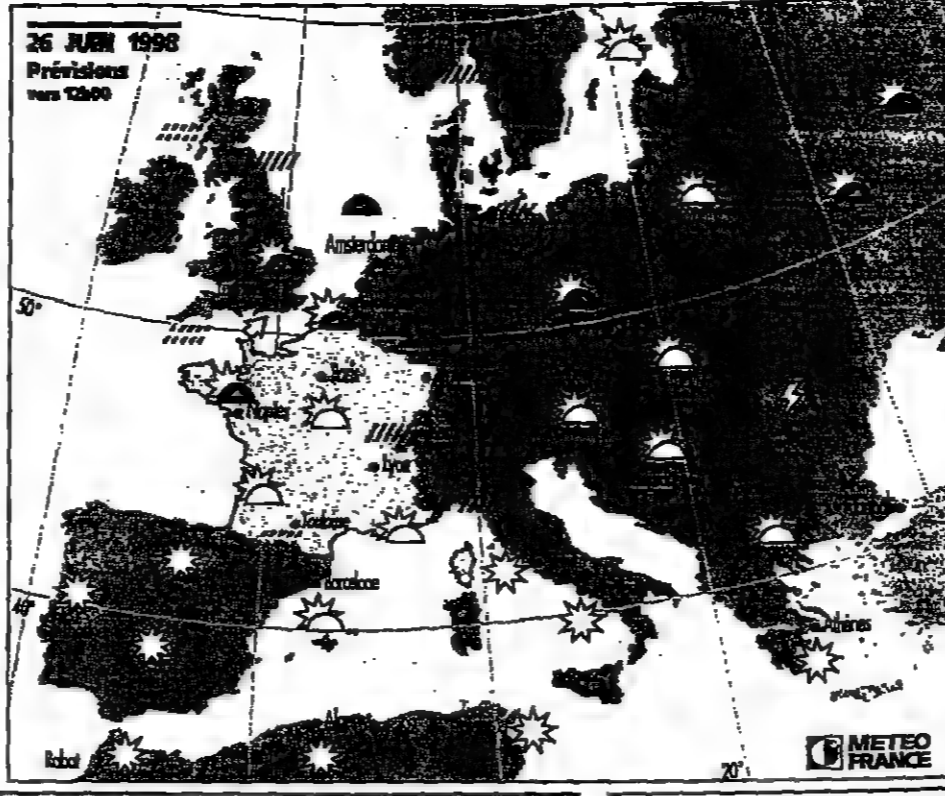 26 JUIN 1998
Prévisions
vers 12h00
Amsterdam
50°
Paris
Nantes
Lyon
Toulouse
Barcelone
40°
Athènes
Rabat
20°
METEO
FRANCE